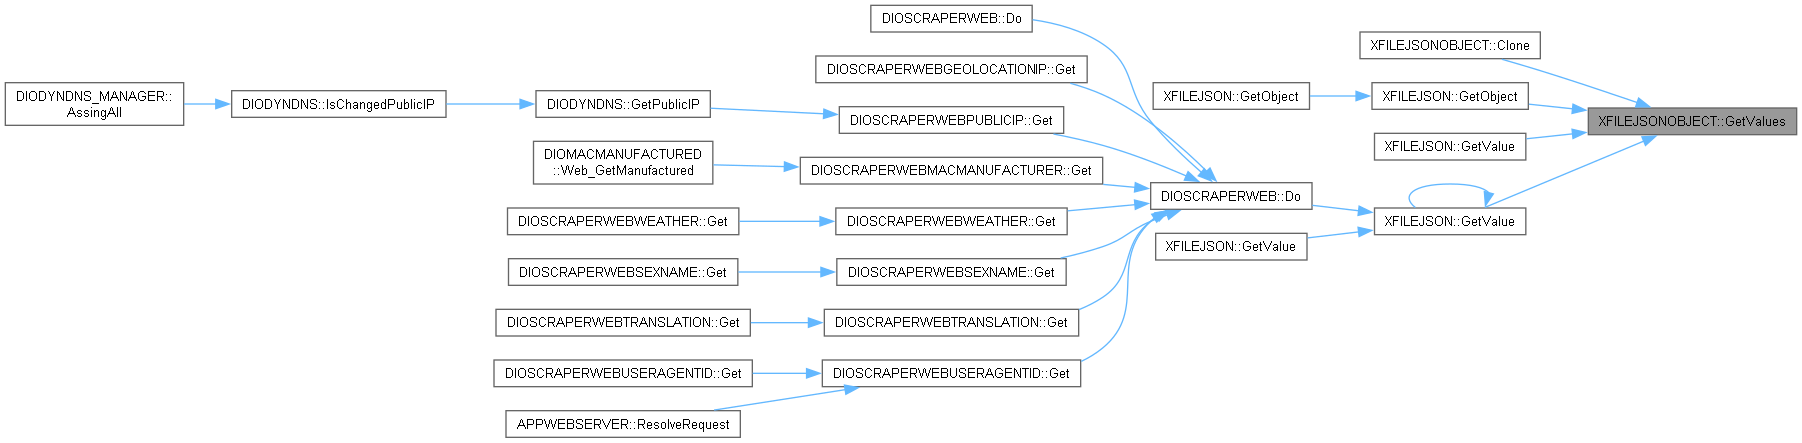 DIOSCRAPERWEB::Do
XFILEJSONOBJECT::Clone
DIOSCRAPERWEBGEOLOCATIONIP::Get
DIODYNDNS_MANAGER::
AssingAll
DIODYNDNS::IsChangedPublicIP
DIODYNDNS::GetPublicIP
DIOSCRAPERWEBPUBLICIP::Get
XFILEJSON::GetObject
XFILEJSON::GetObject
XFILEJSONOBJECT::GetValues
XFILEJSON::GetValue
DIOMACMANUFACTURED
::Web_GetManufactured
DIOSCRAPERWEBMACMANUFACTURER::Get
DIOSCRAPERWEB::Do
DIOSCRAPERWEBWEATHER::Get
DIOSCRAPERWEBWEATHER::Get
XFILEJSON::GetValue
XFILEJSON::GetValue
DIOSCRAPERWEBSEXNAME::Get
DIOSCRAPERWEBSEXNAME::Get
DIOSCRAPERWEBTRANSLATION::Get
DIOSCRAPERWEBTRANSLATION::Get
DIOSCRAPERWEBUSERAGENTID::Get
DIOSCRAPERWEBUSERAGENTID::Get
APPWEBSERVER::ResolveRequest